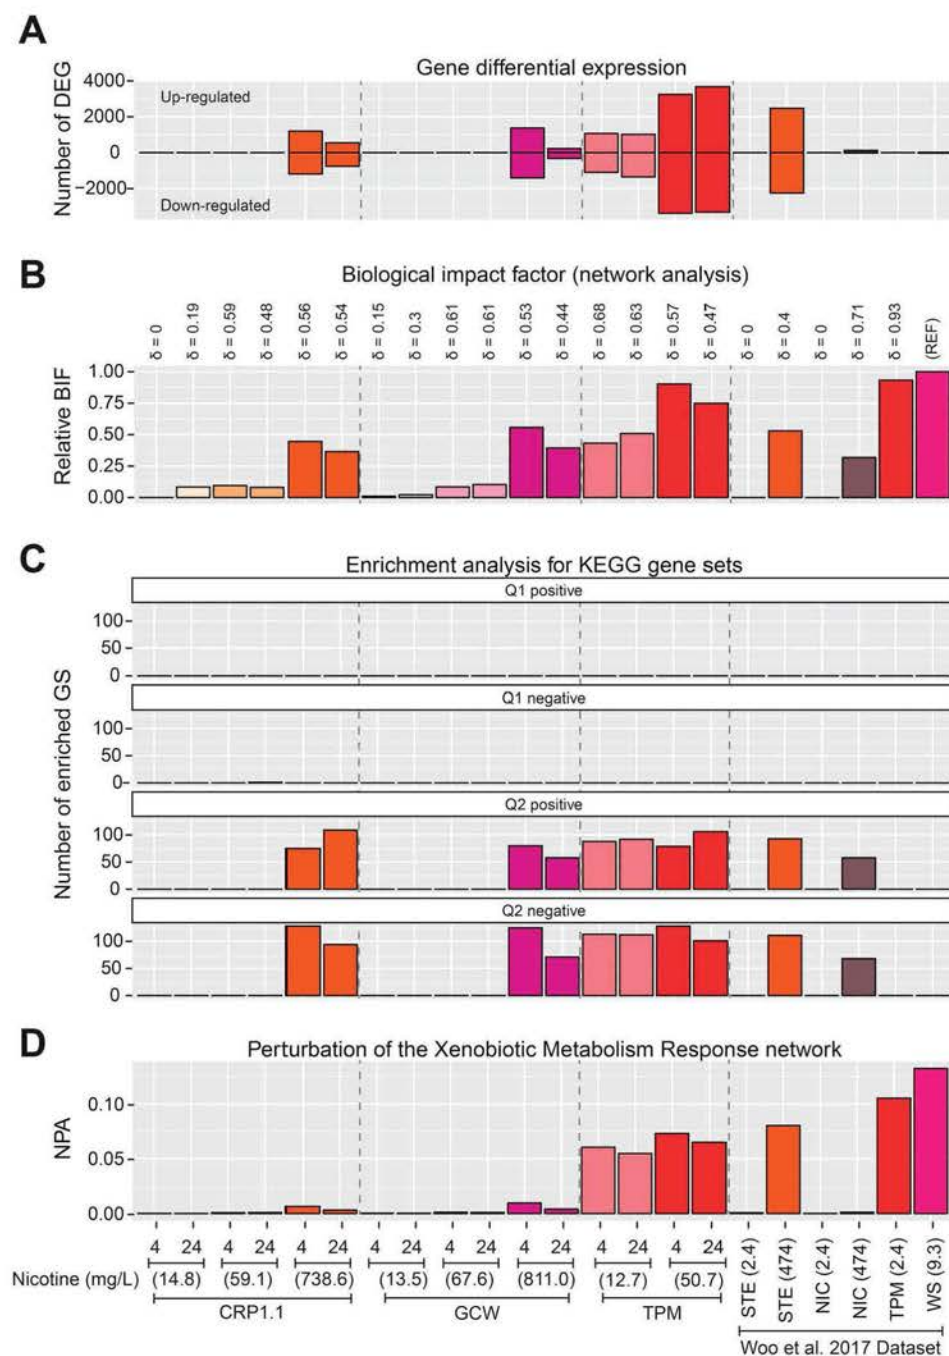 A
Gene differential expression
Number of DEG
4000
2000
0
−2000
Up-regulated
Down-regulated
B
Biological impact factor (network analysis)
δ = 0
δ = 0.19
δ = 0.59
δ = 0.48
δ = 0.56
δ = 0.54
δ = 0.15
δ = 0.3
δ = 0.61
δ = 0.61
δ = 0.53
δ = 0.44
δ = 0.68
δ = 0.63
δ = 0.57
δ = 0.47
δ = 0
δ = 0.4
δ = 0
δ = 0.71
δ = 0.93
(REF)
Relative BIF
1.00
0.75
0.50
0.25
0.00
C
Enrichment analysis for KEGG gene sets
Number of enriched GS
Q1 positive
100
50
0
Q1 negative
100
50
0
Q2 positive
100
50
0
Q2 negative
100
50
0
D
Perturbation of the Xenobiotic Metabolism Response network
NPA
0.10
0.05
0.00
4 24 4 24 4 24 4 24 4 24 4 24 4 24 4 24
Nicotine (mg/L) (14.8) (59.1) (738.6) (13.5) (67.6) (811.0) (12.7) (50.7)
CRP1.1 GCW TPM
STE (2.4)
STE (474)
NIC (2.4)
NIC (474)
TPM (2.4)
WS (9.3)
Woo et al. 2017 Dataset